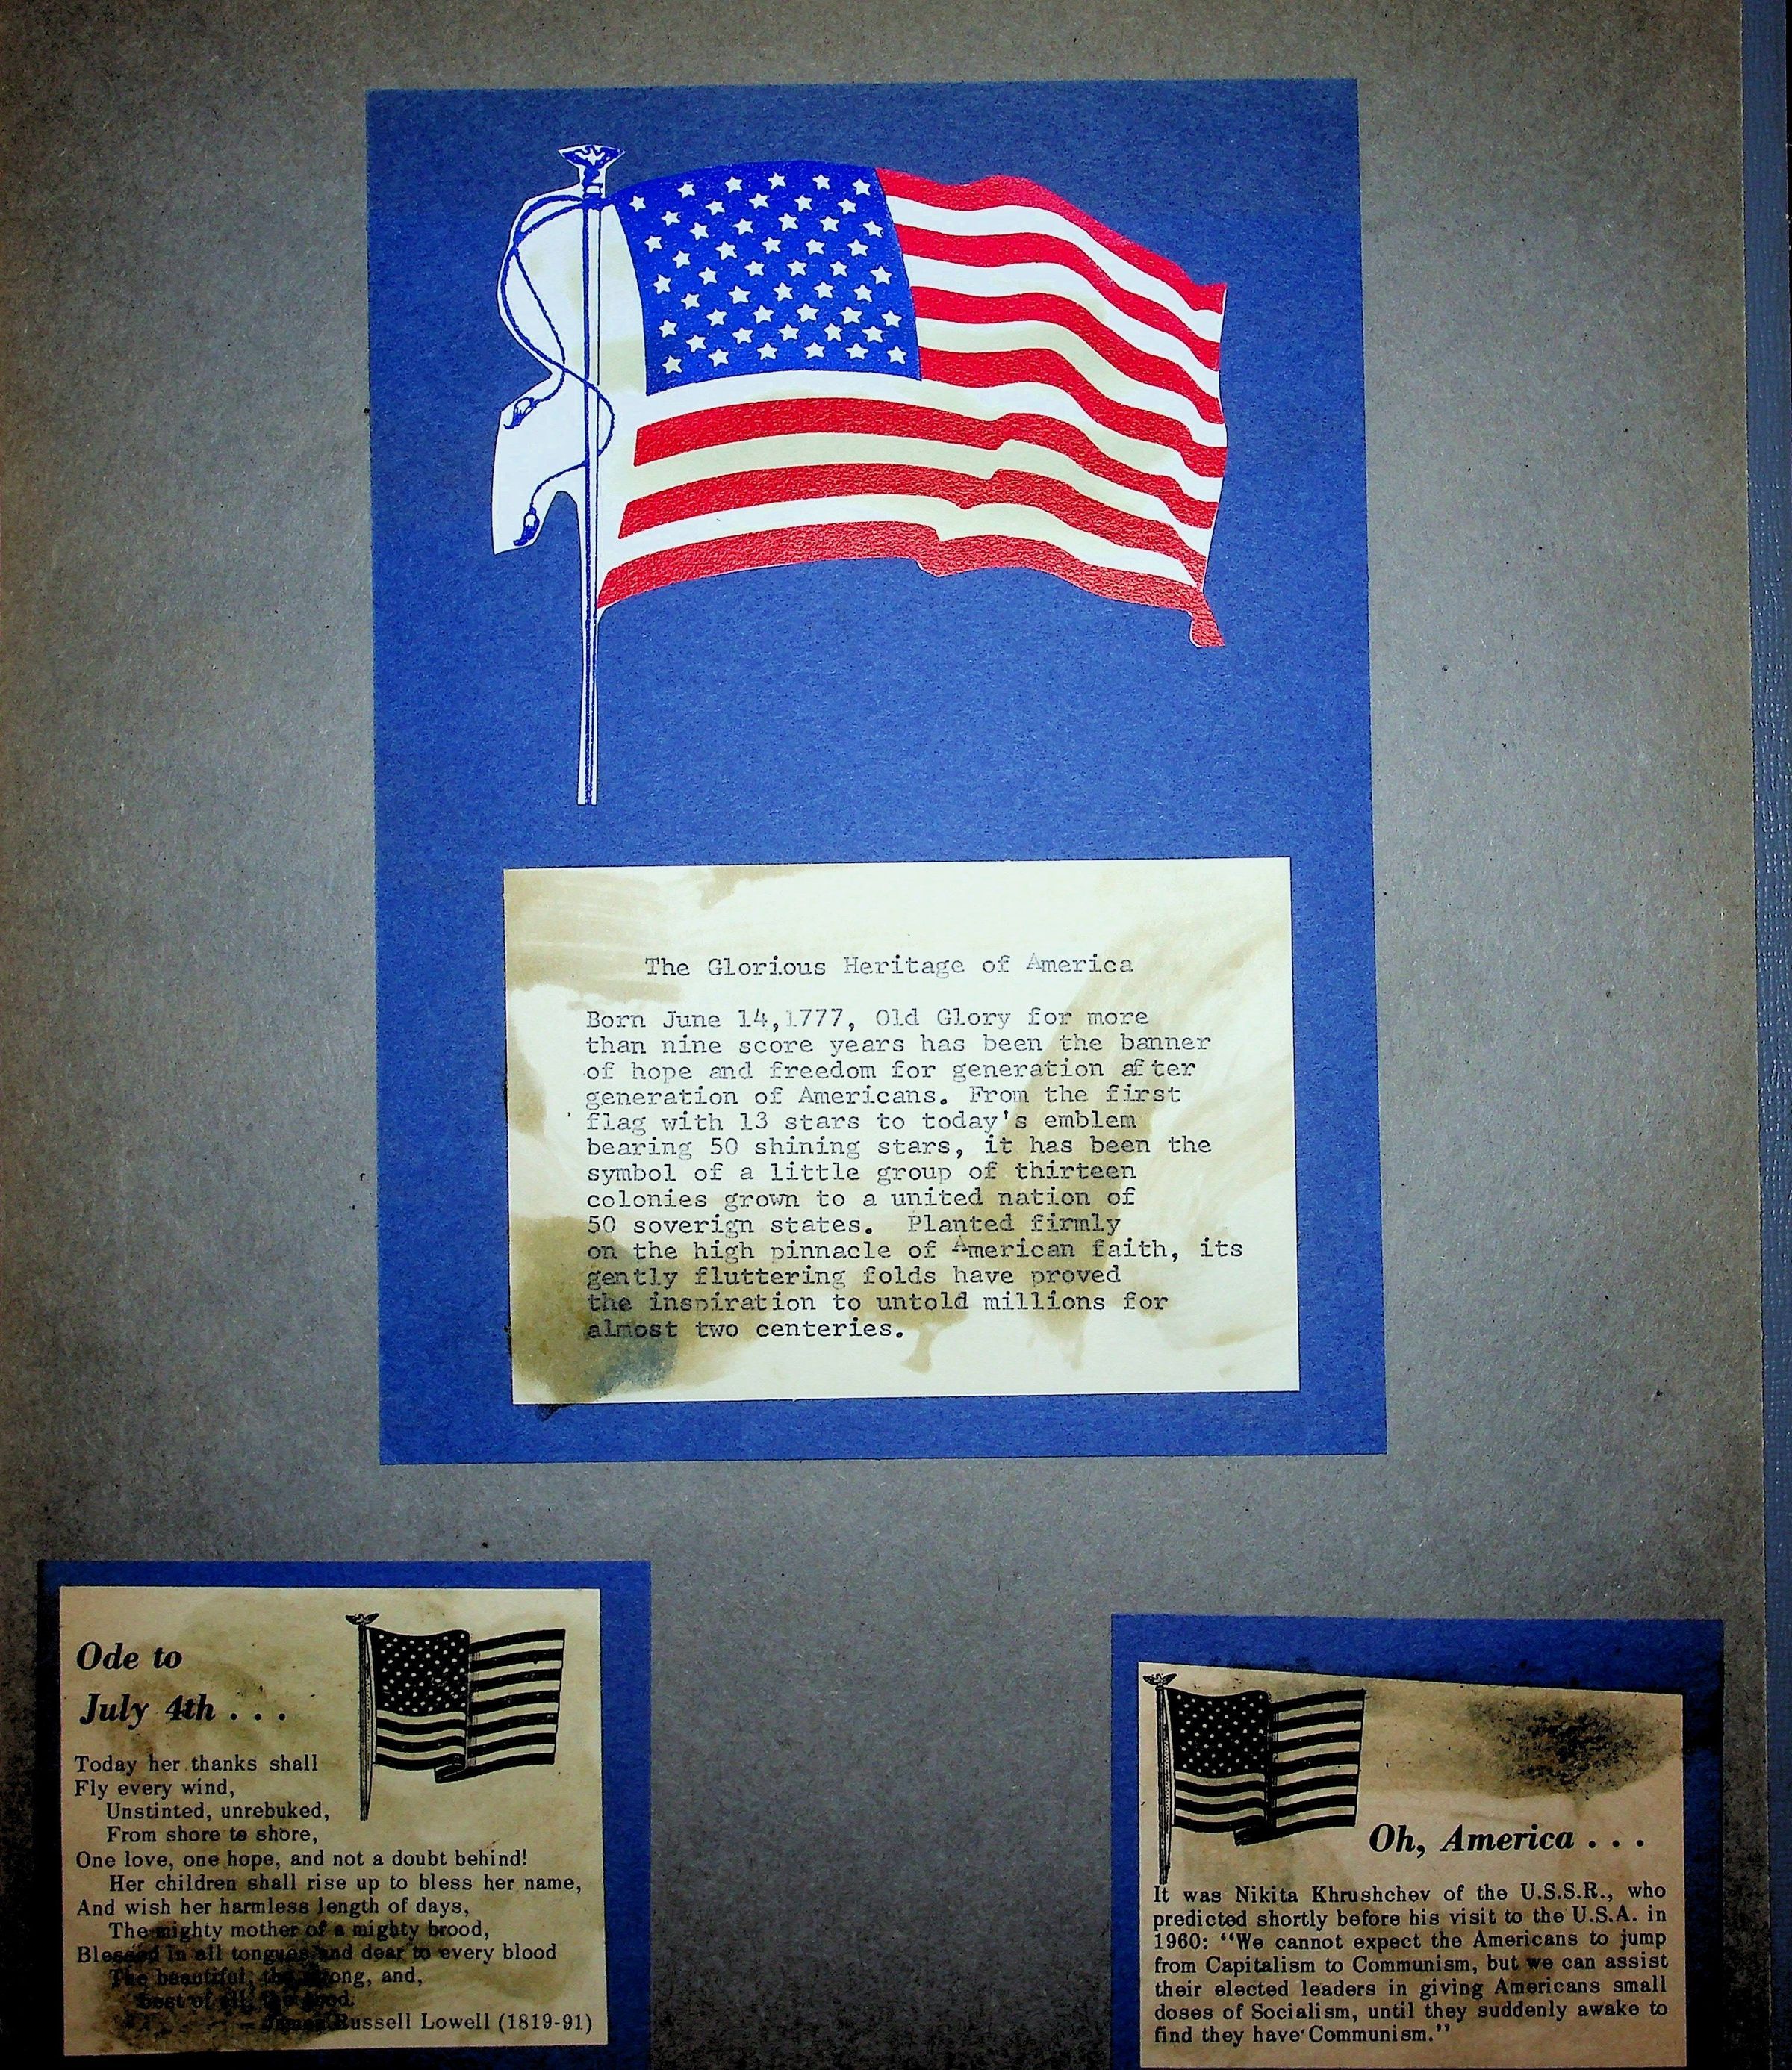 The Glorious Heritage of America
Born June 14,1777, Old Glory for more
than nine score years has been the banner
of hope and freedom for generation after
generation of Americans. From the first
flag with 13 stars to today's emblem
bearing 50 shining stars, it has been the
symbol of a little group of thirteen
colonies grown to a united nation of
50 soverign states. Planted firmly
on the high pinnacle of American faith, its
gently fluttering folds have proved
the inspiration to untold millions for
almost two centeries.
Ode to
July 4th . . .
Today her thanks shall
Fly every wind,
Unstinted, unrebuked,
From shore to shore,
One love, one hope, and not a doubt behind!
Her children shall rise up to bless her name,
And wish her harmless length of days,
The mighty mother of a mighty brood,
Blessed in all tongues and dear to every blood
The beautiful, the strong, and,
best of all, the good.
— James Russell Lowell (1819-91)
Oh, America . . .
It was Nikita Khrushchev of the U.S.S.R., who
predicted shortly before his visit to the U.S.A. in
1960: "We cannot expect the Americans to jump
from Capitalism to Communism, but we can assist
their elected leaders in giving Americans small
doses of Socialism, until they suddenly awake to
find they have Communism."